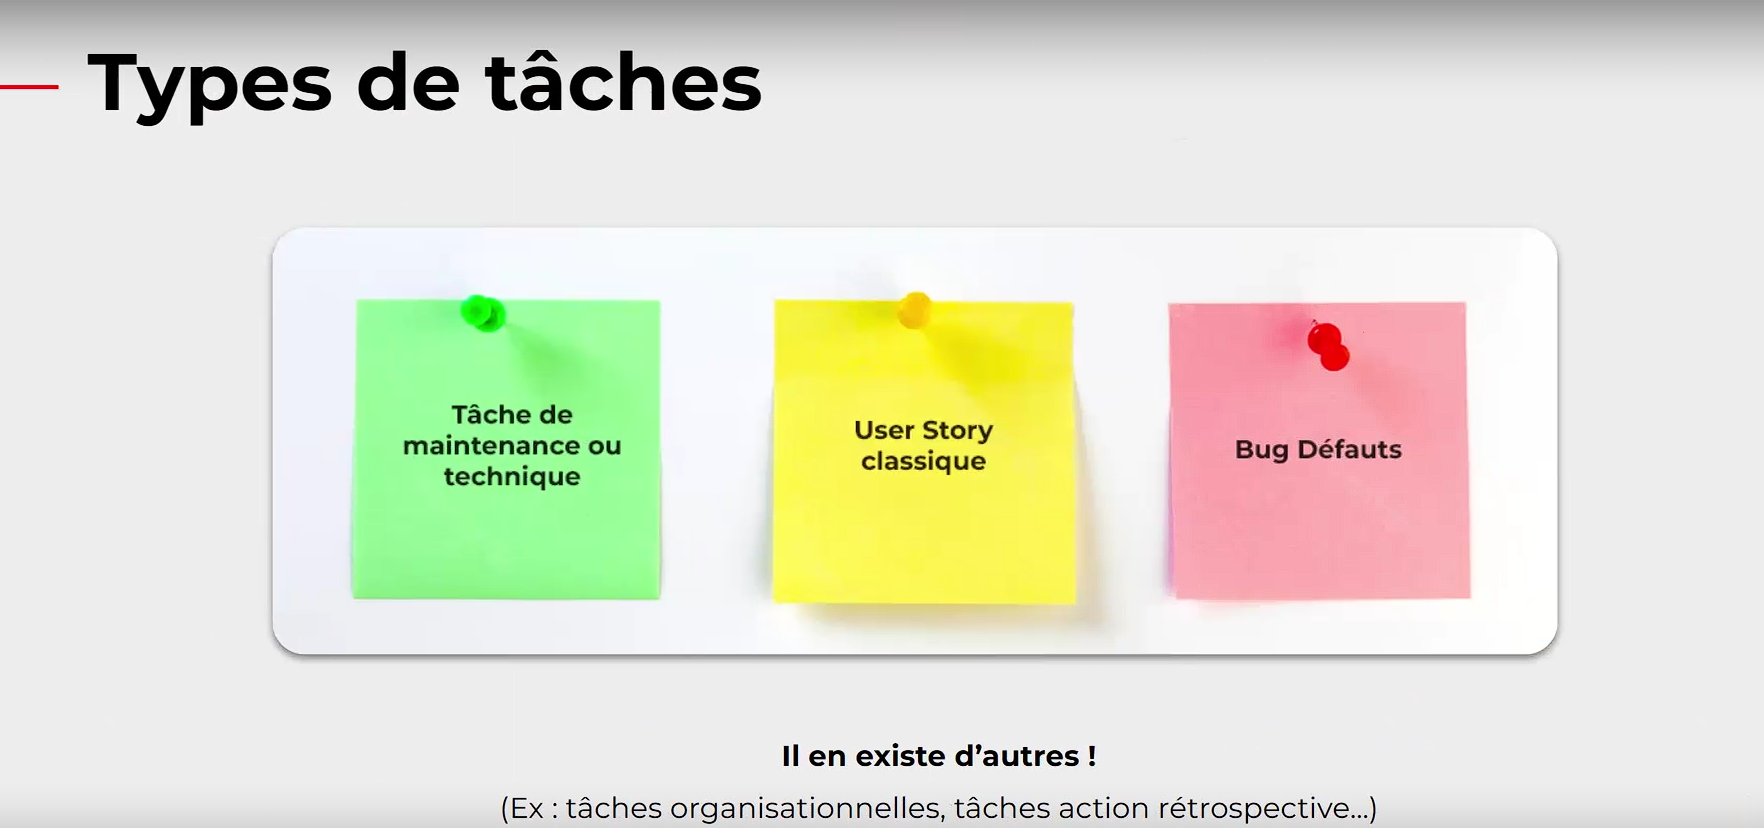 Types de tâches
Tâche de
maintenance ou
technique
User Story
classique
Bug Défauts
Il en existe d’autres !
(Ex : tâches organisationnelles, tâches action rétrospective...)